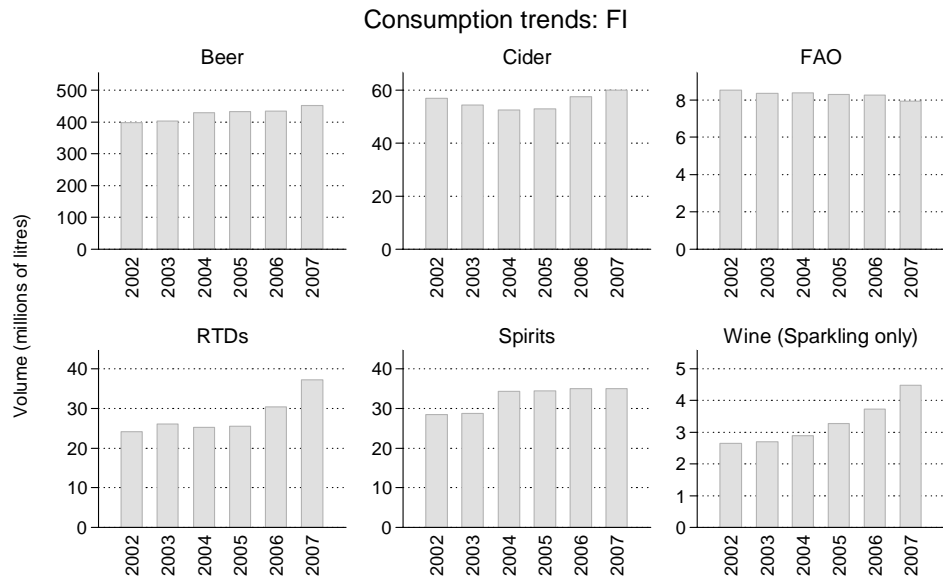 Consumption trends: FI
Volume (millions of litres)
Beer
500
400
300
200
100
0
2002 2003 2004 2005 2006 2007
Cider
60
40
20
0
2002 2003 2004 2005 2006 2007
FAO
8
6
4
2
0
2002 2003 2004 2005 2006 2007
RTDs
40
30
20
10
0
2002 2003 2004 2005 2006 2007
Spirits
40
30
20
10
0
2002 2003 2004 2005 2006 2007
Wine (Sparkling only)
5
4
3
2
1
0
2002 2003 2004 2005 2006 2007